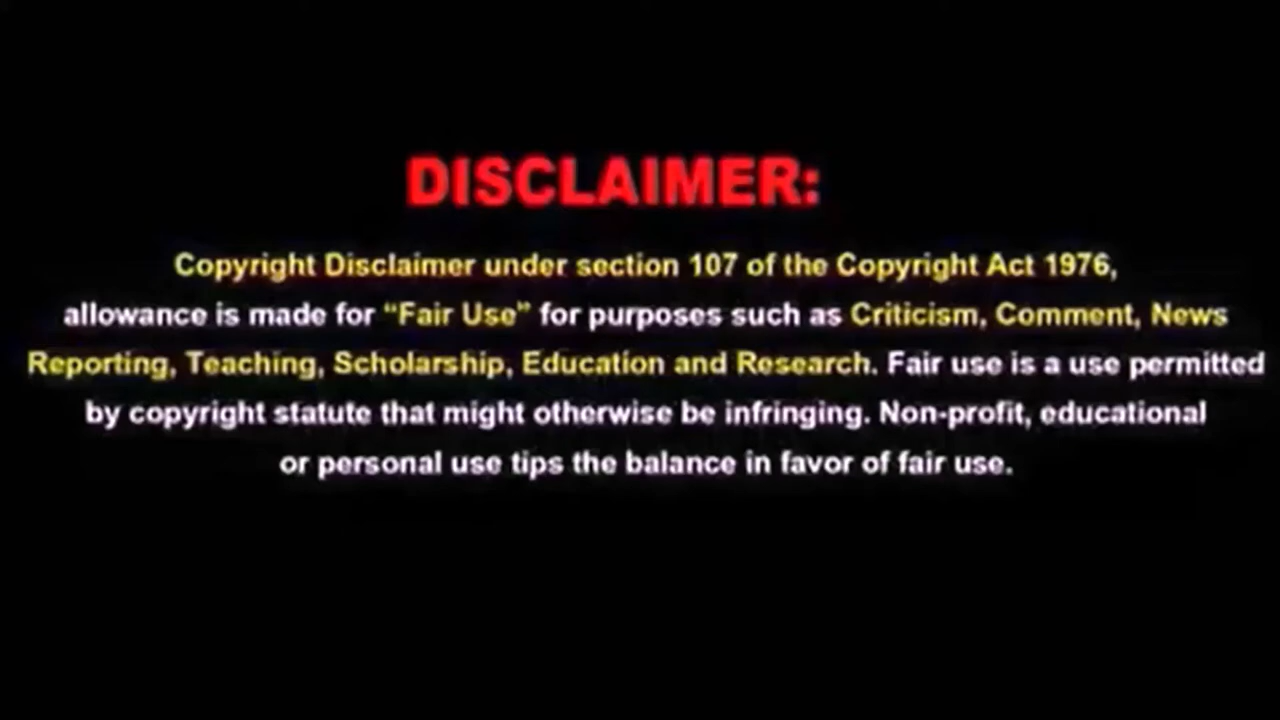 DISCLAIMER:
Copyright Disclaimer under section 107 of the Copyright Act 1976,
allowance is made for “Fair Use” for purposes such as Criticism, Comment, News
Reporting, Teaching, Scholarship, Education and Research. Fair use is a use permitted
by copyright statute that might otherwise be infringing. Non-profit, educational
or personal use tips the balance in favor of fair use.